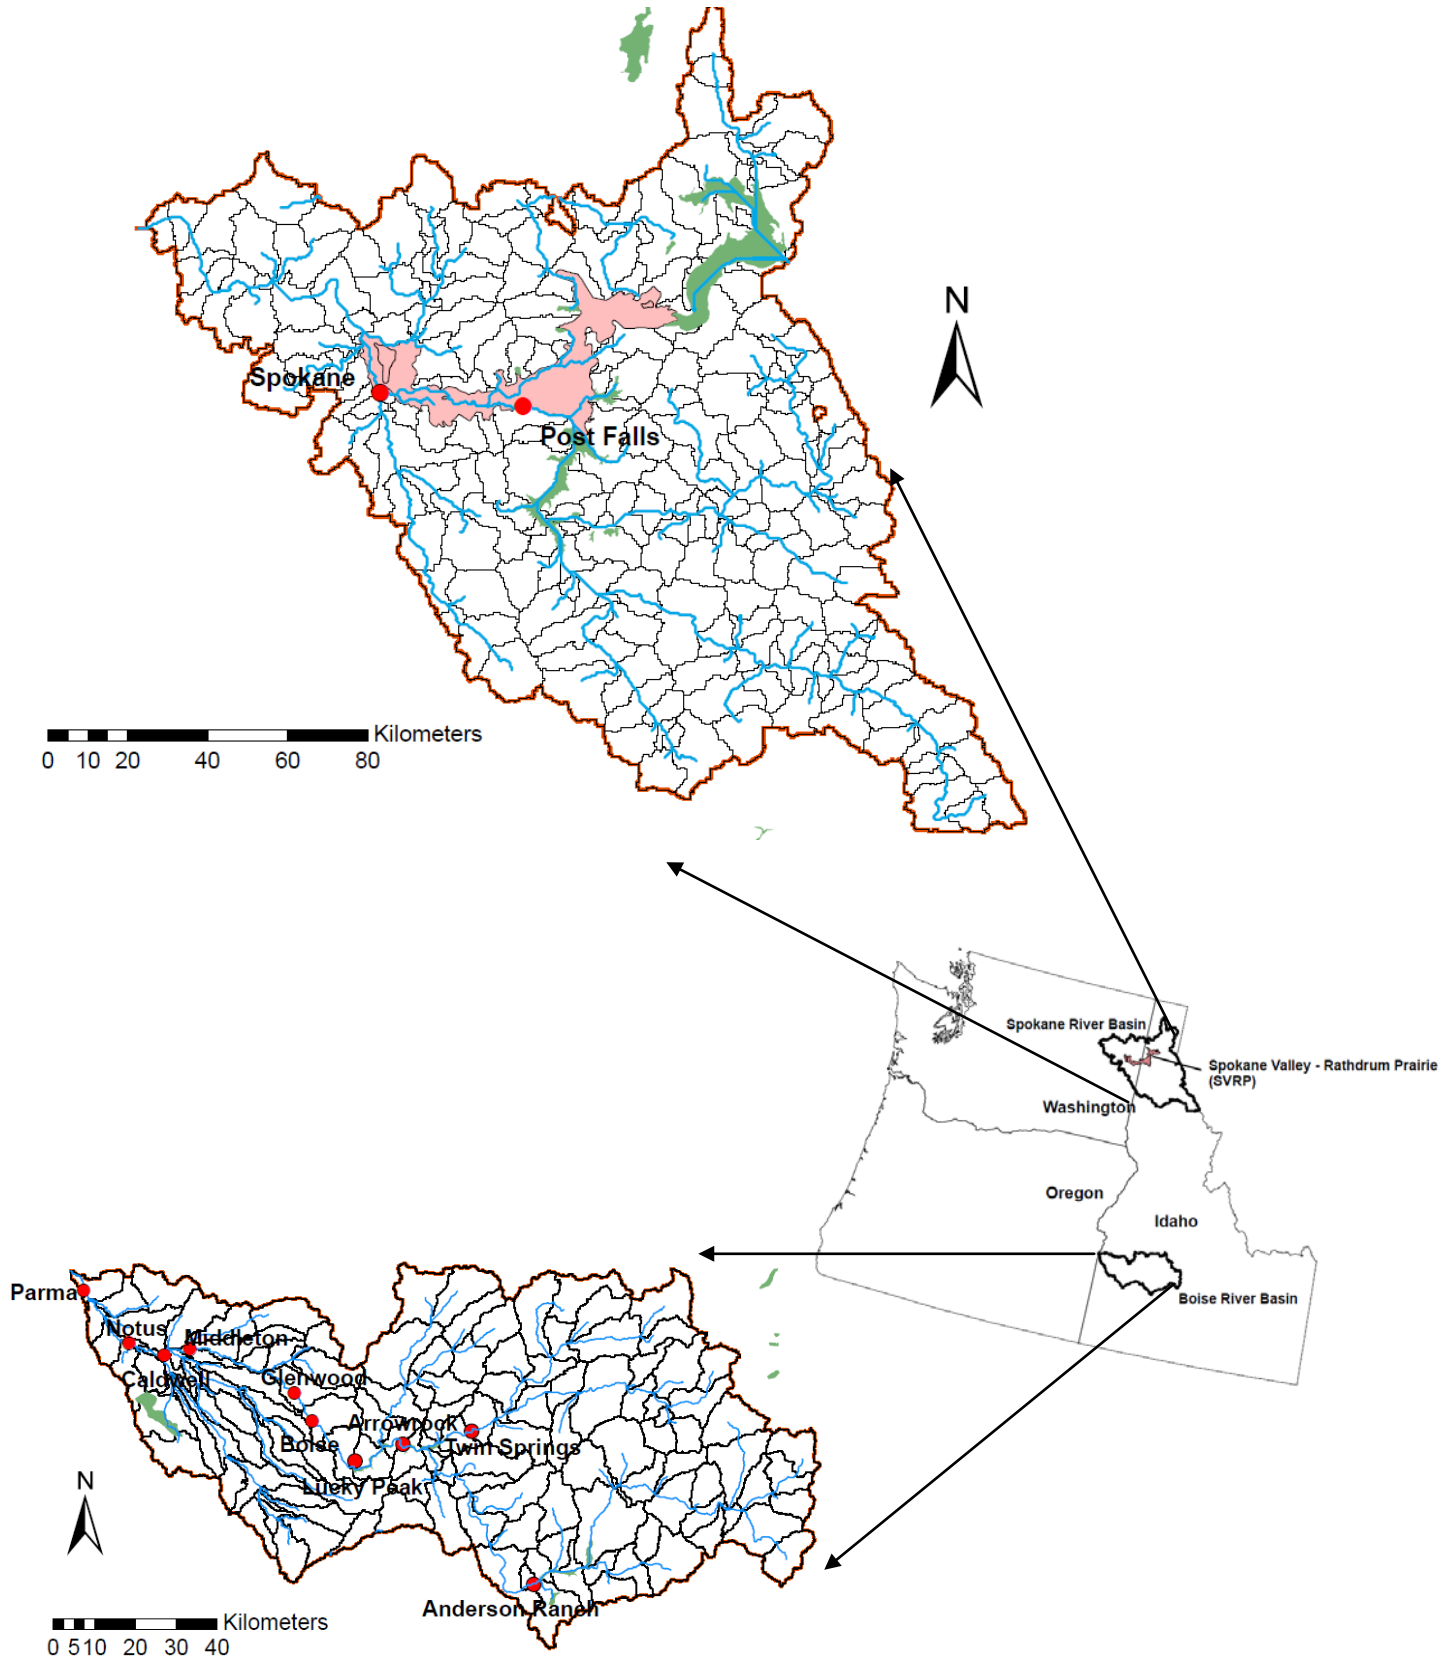 N
Spokane
Post Falls
Kilometers
0 10 20 40 60 80
Spokane River Basin
Spokane Valley - Rathdrum Prairie
(SVRP)
Washington
Oregon
Idaho
Boise River Basin
Parma
Notus
Middleton
Caldwell
Glenwood
Arrowrock
Boise
Twin Springs
Lucky Peak
N
Anderson Ranch
Kilometers
0 5 10 20 30 40